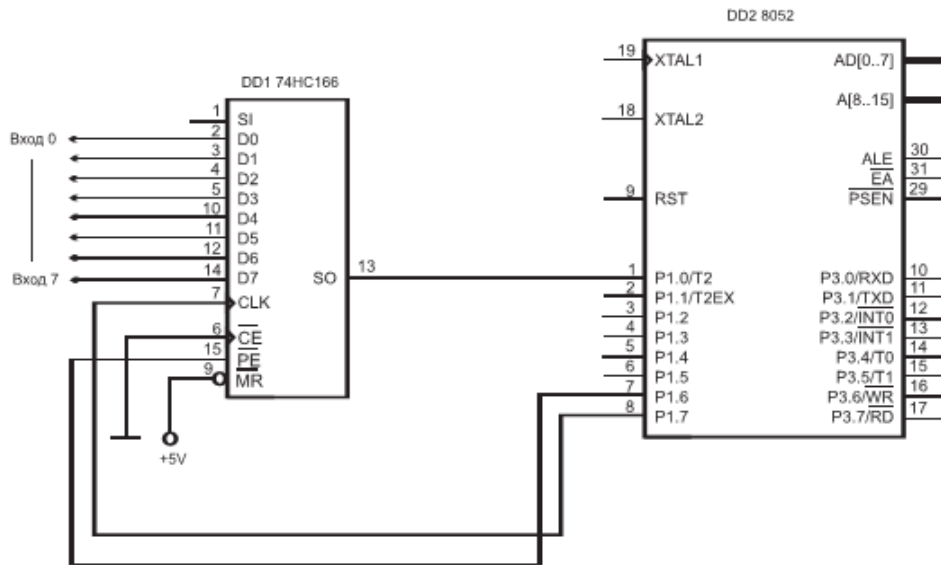 DD2 8052
DD1 74HC166
Вход 0
Вход 7
1 SI
2 D0
3 D1
4 D2
5 D3
10 D4
11 D5
12 D6
14 D7
7 CLK
6 CE
15 PE
9 MR
SO 13
+5V
19 XTAL1
18 XTAL2
9 RST
1 P1.0/T2
2 P1.1/T2EX
3 P1.2
4 P1.3
5 P1.4
6 P1.5
7 P1.6
8 P1.7
AD[0..7]
A[8..15]
ALE 30
EA 31
PSEN 29
P3.0/RXD 10
P3.1/TXD 11
P3.2/INT0 12
P3.3/INT1 13
P3.4/T0 14
P3.5/T1 15
P3.6/WR 16
P3.7/RD 17